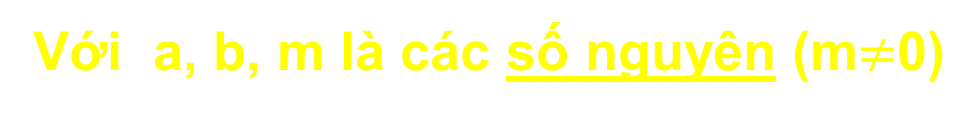 Với a, b, m là các số nguyên (m≠0)